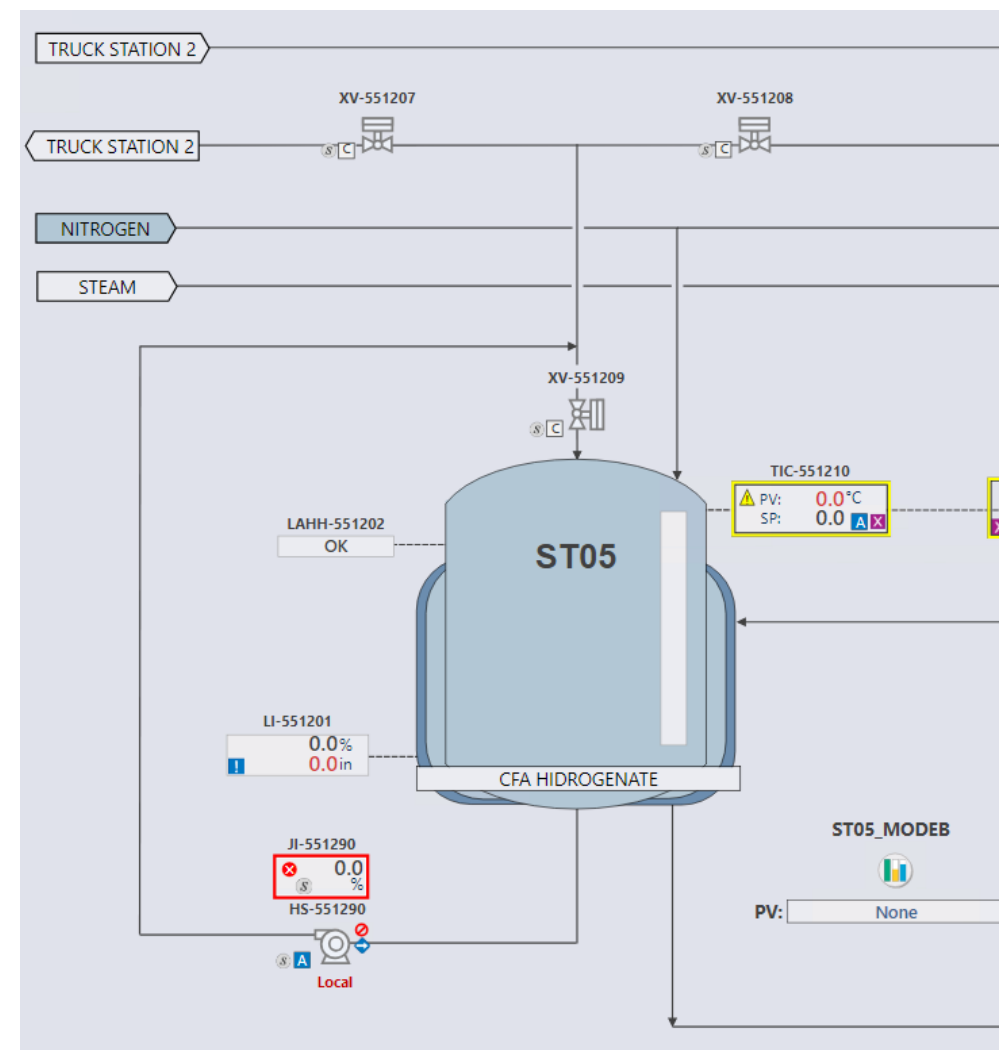 TRUCK STATION 2
XV-551207
XV-551208
TRUCK STATION 2
S C
S C
NITROGEN
STEAM
XV-551209
S C
TIC-551210
PV: 0.0 °C
SP: 0.0 A X
X
LAHH-551202
OK
ST05
LI-551201
0.0 %
! 0.0 in
CFA HIDROGENATE
JI-551290
0.0
S %
HS-551290
S A
Local
ST05_MODEB
PV: None